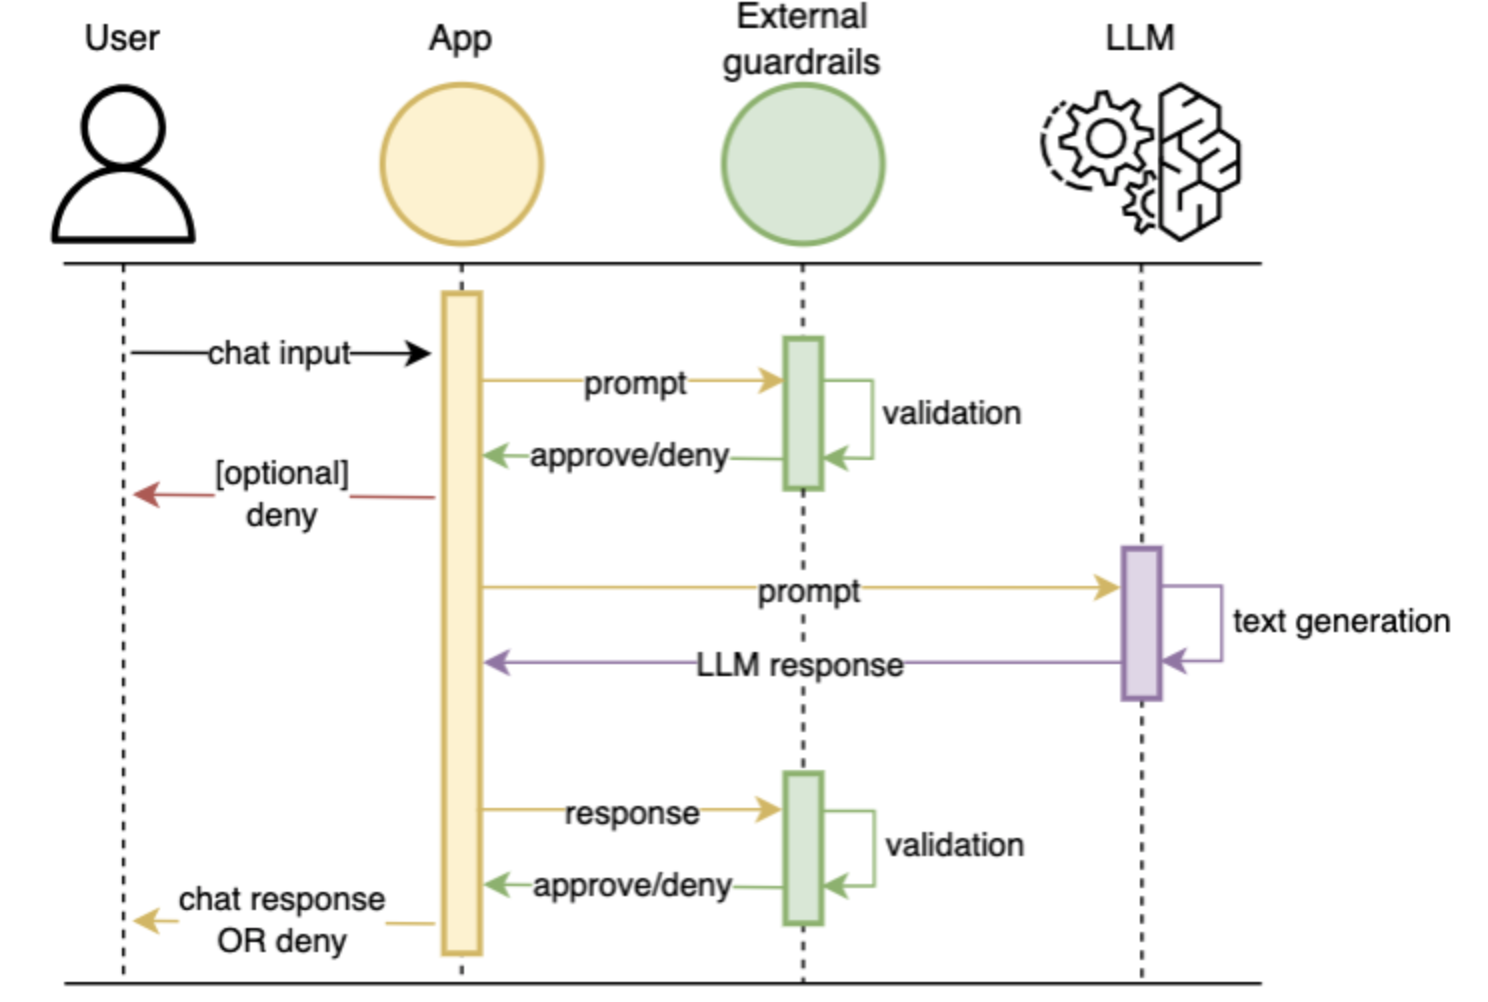 User
App
External
guardrails
LLM
chat input
prompt
validation
approve/deny
[optional]
deny
prompt
text generation
LLM response
response
validation
approve/deny
chat response
OR deny